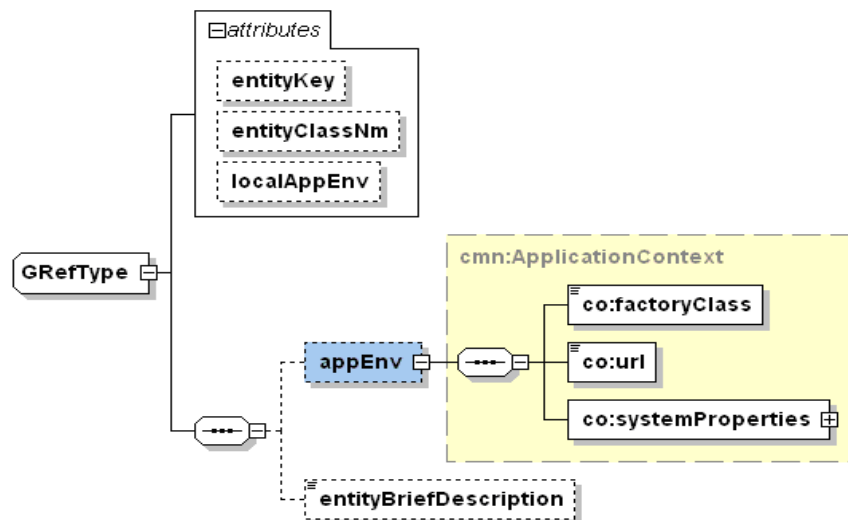 attributes
entityKey
entityClassNm
localAppEnv
GRefType
cmn:ApplicationContext
co:factoryClass
appEnv
co:url
co:systemProperties
entityBriefDescription